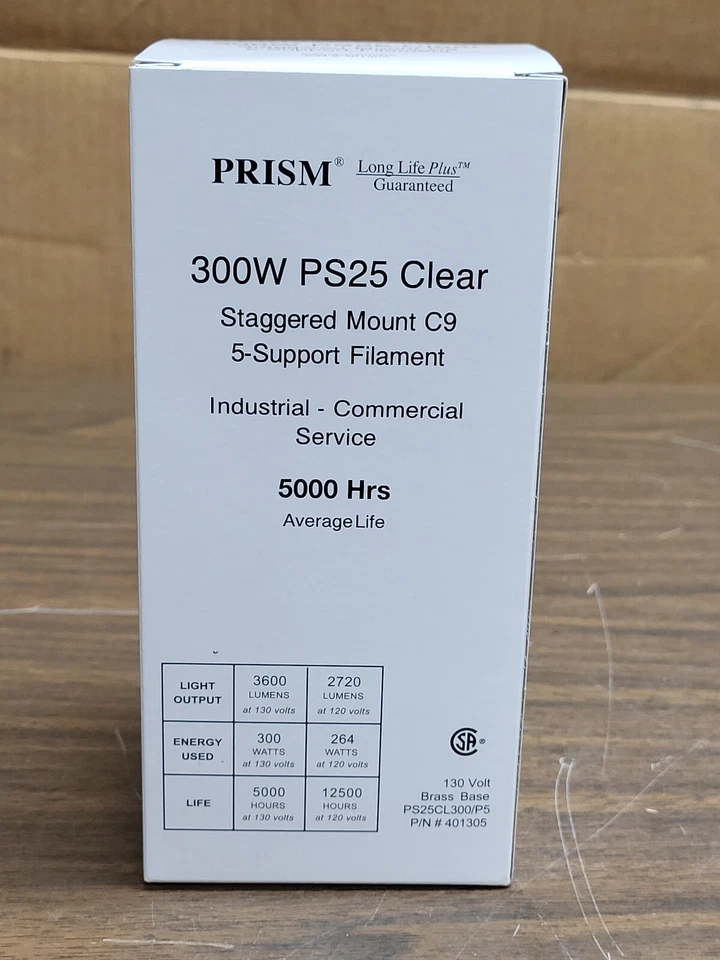 PRISM® Long Life Plus™
Guaranteed
300W PS25 Clear
Staggered Mount C9
5-Support Filament
Industrial - Commercial
Service
5000 Hrs
Average Life
LIGHT OUTPUT 3600 LUMENS at 130 volts 2720 LUMENS at 120 volts
ENERGY USED 300 WATTS at 130 volts 264 WATTS at 120 volts
LIFE 5000 HOURS at 130 volts 12500 HOURS at 120 volts
SA®
130 Volt
Brass Base
PS25CL300/P5
P/N # 401305